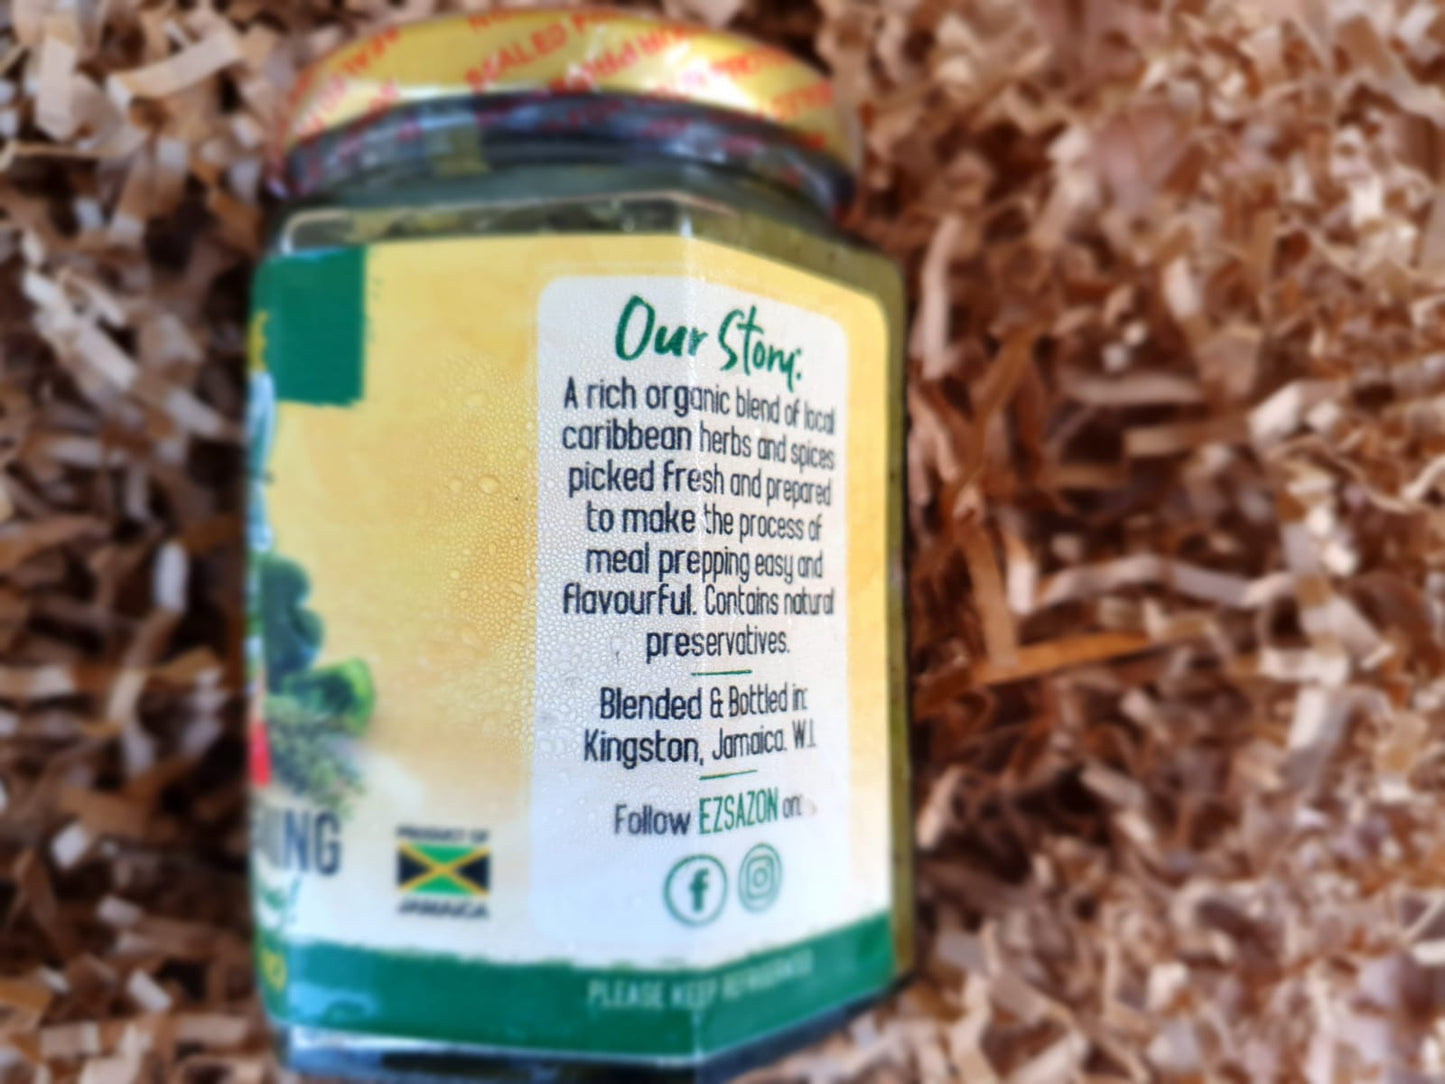 SEALED FOR
Our Story:
A rich organic blend of local
caribbean herbs and spices
picked fresh and prepared
to make the process of
meal prepping easy and
flavourful. Contains natural
preservatives.
Blended & Bottled in:
Kingston, Jamaica. W.I.
Follow EZSAZON on:
PRODUCT OF
JAMAICA
PLEASE KEEP REFRIGERATED